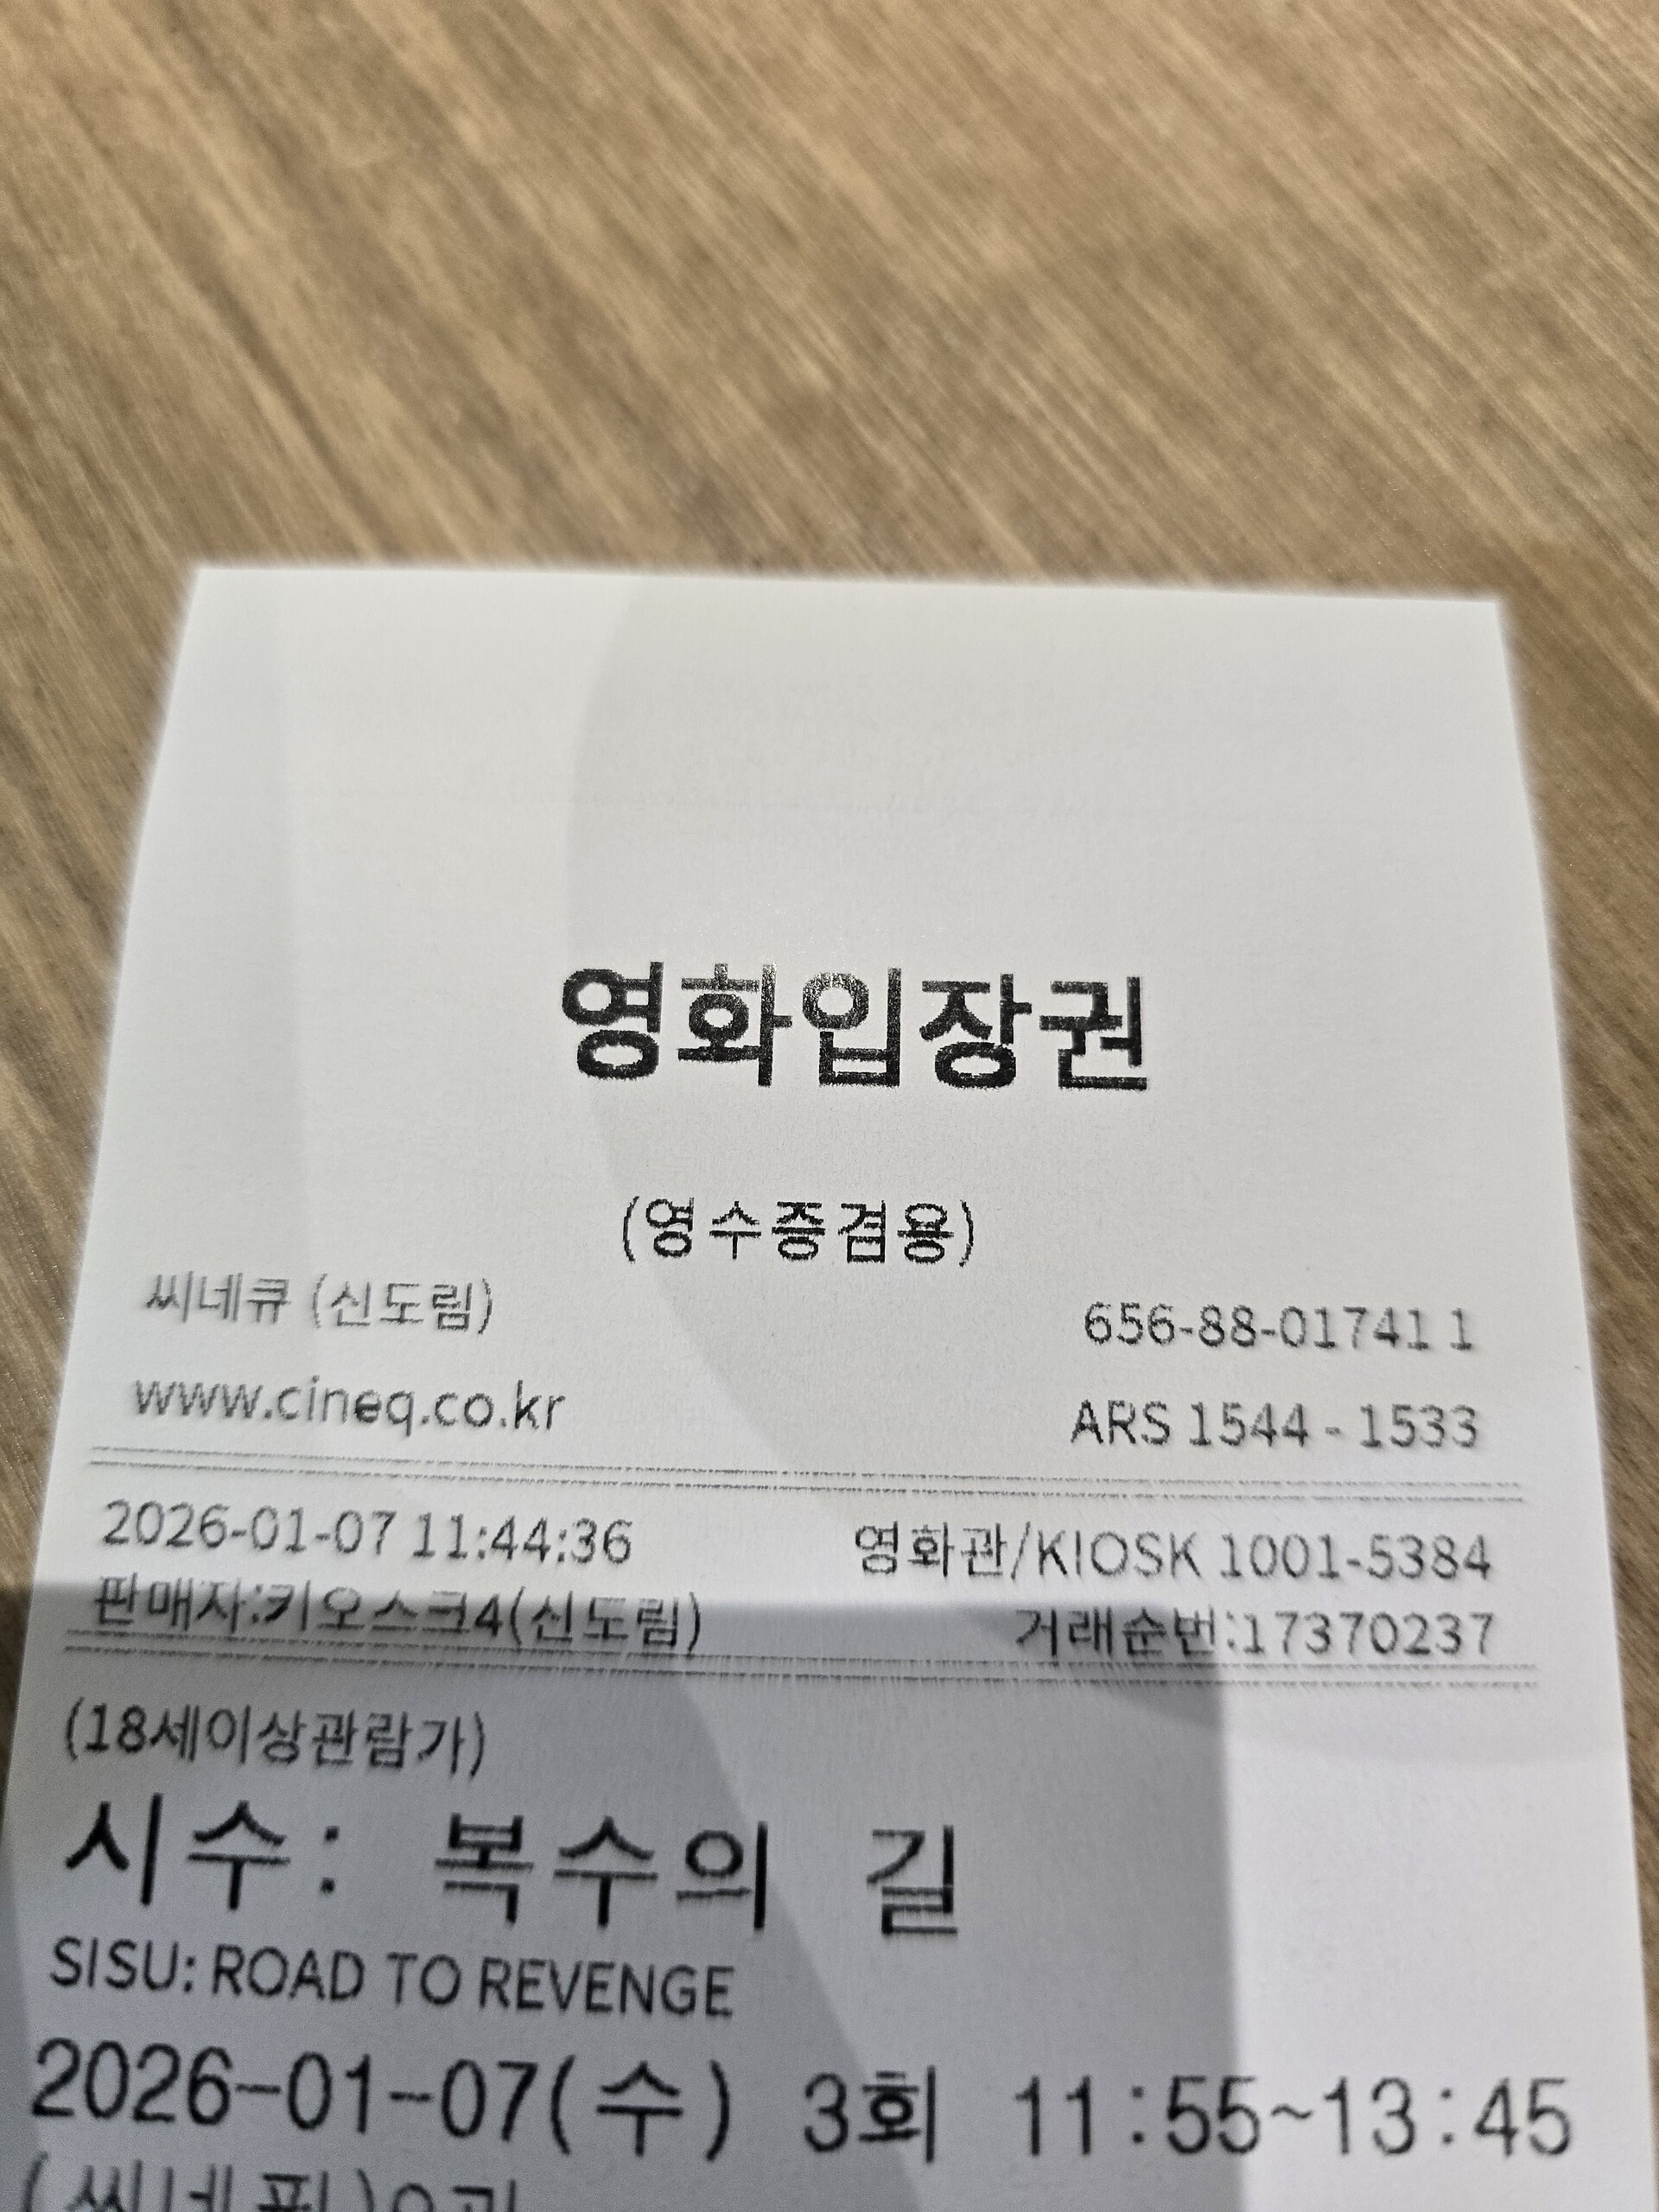 영화입장권
(영수증겸용)
씨네큐 (신도림) 656-88-01741 1
www.cineq.co.kr ARS 1544 - 1533
2026-01-07 11:44:36 영화관/KIOSK 1001-5384
판매자:키오스크4(신도림) 거래순번:17370237
(18세이상관람가)
시수: 복수의 길
SISU: ROAD TO REVENGE
2026-01-07(수) 3회 11:55~13:45